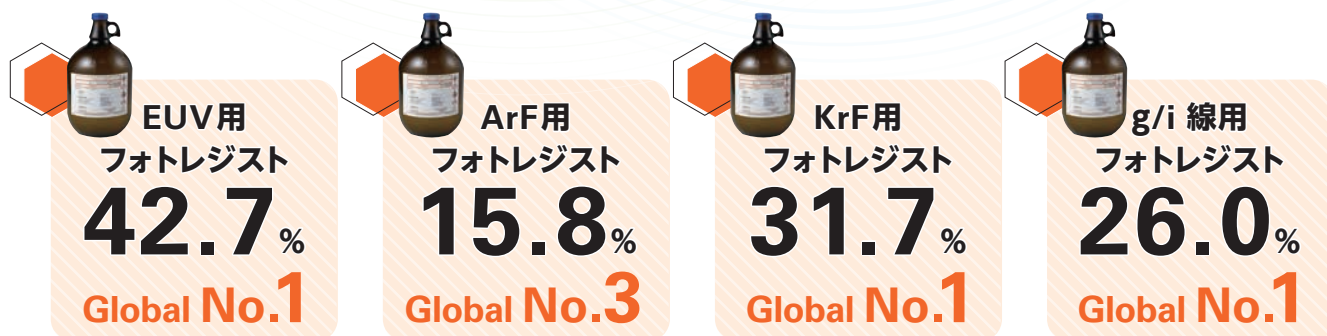 EUV用
フォトレジスト
42.7%
Global No.1
ArF用
フォトレジスト
15.8%
Global No.3
KrF用
フォトレジスト
31.7%
Global No.1
g/i 線用
フォトレジスト
26.0%
Global No.1